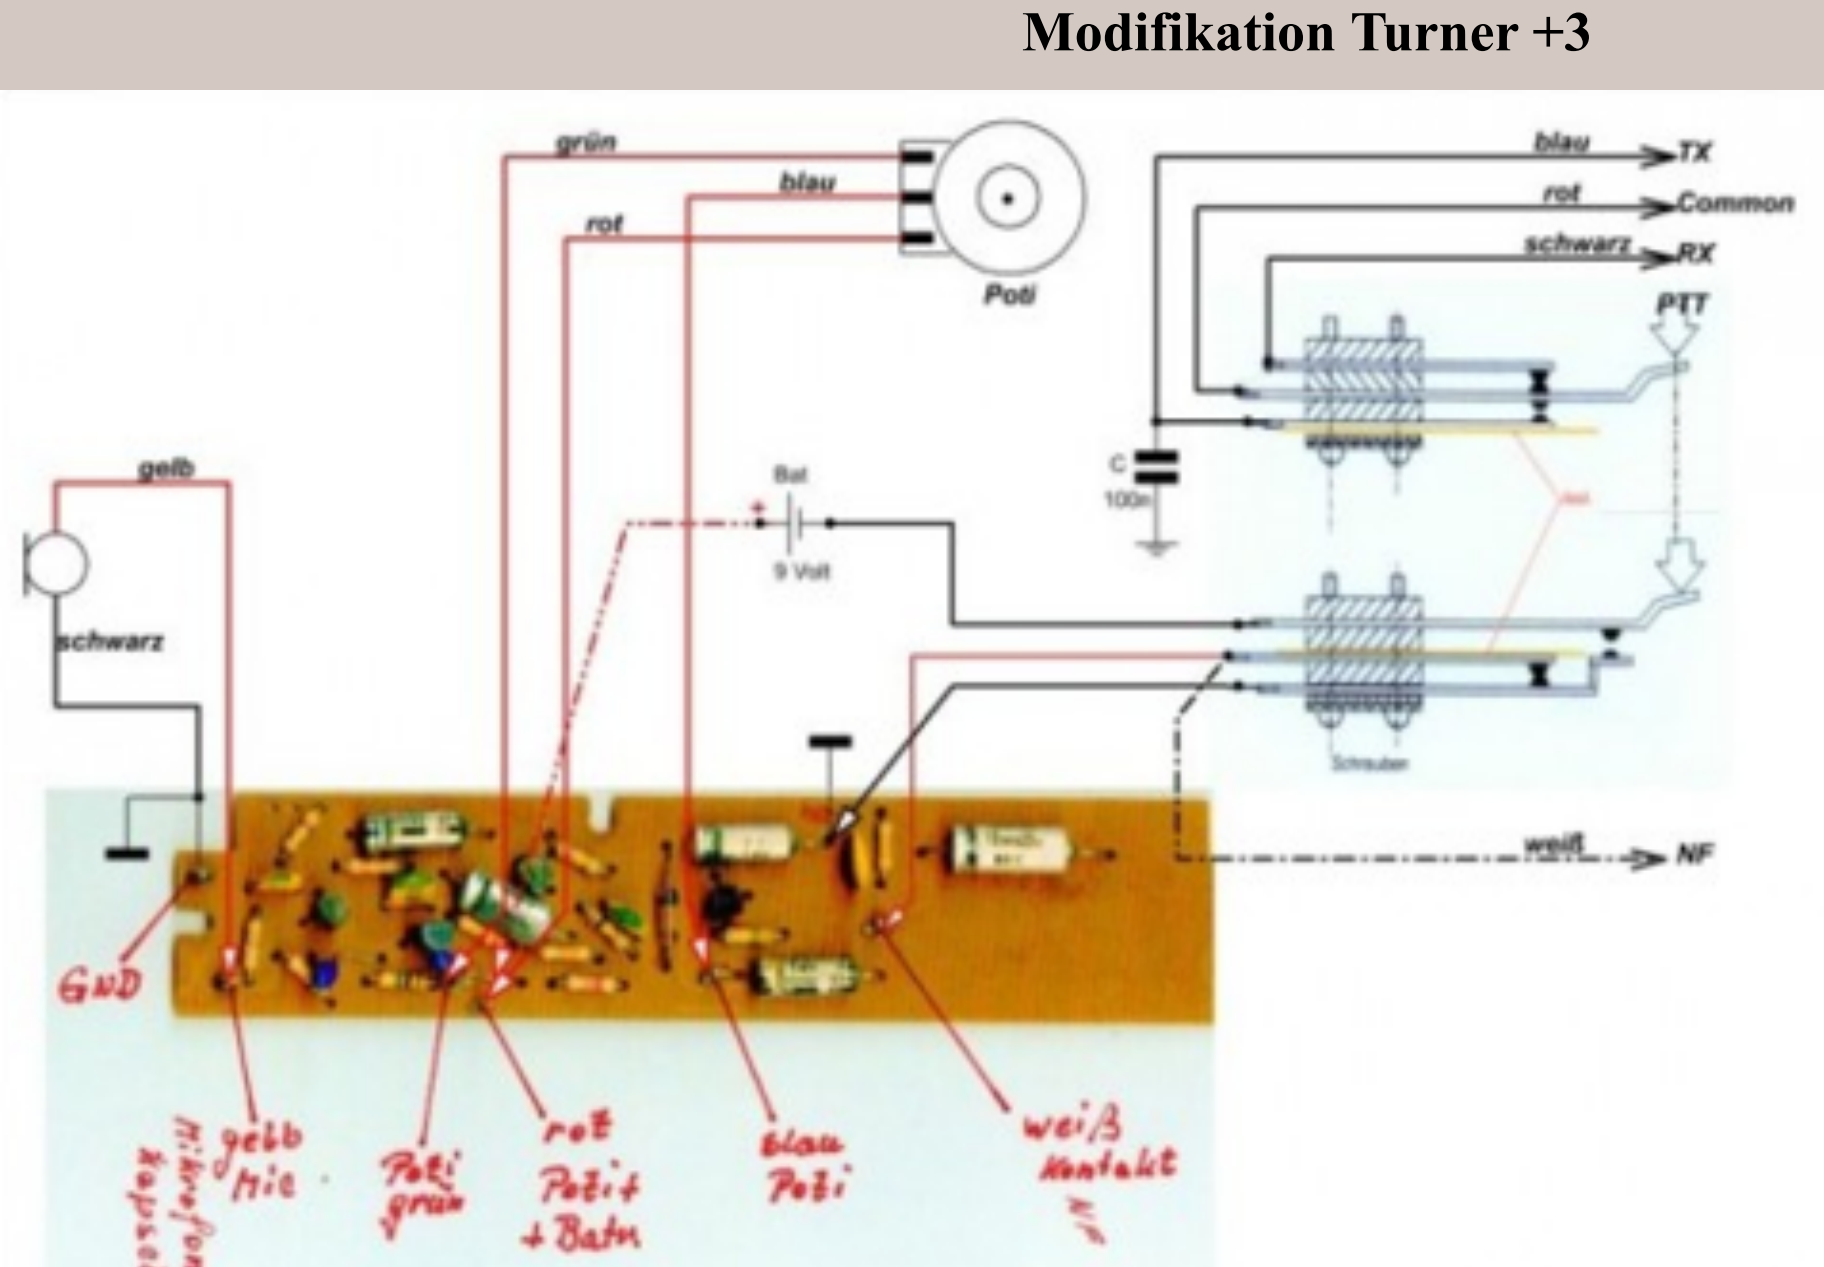 Modifikation Turner +3
grün
blau
rot
Poti
blau
TX
rot
Common
schwarz
RX
PTT
gelb
schwarz
Bat
+
9 Volt
C
100n
Schrauben
weiß
NF
GND
gelb
Mic
Mikrofon
Kapsel
Poti
grün
rot
Poti+
+ Batn
blau
Poti
weiß
Kontakt
NF